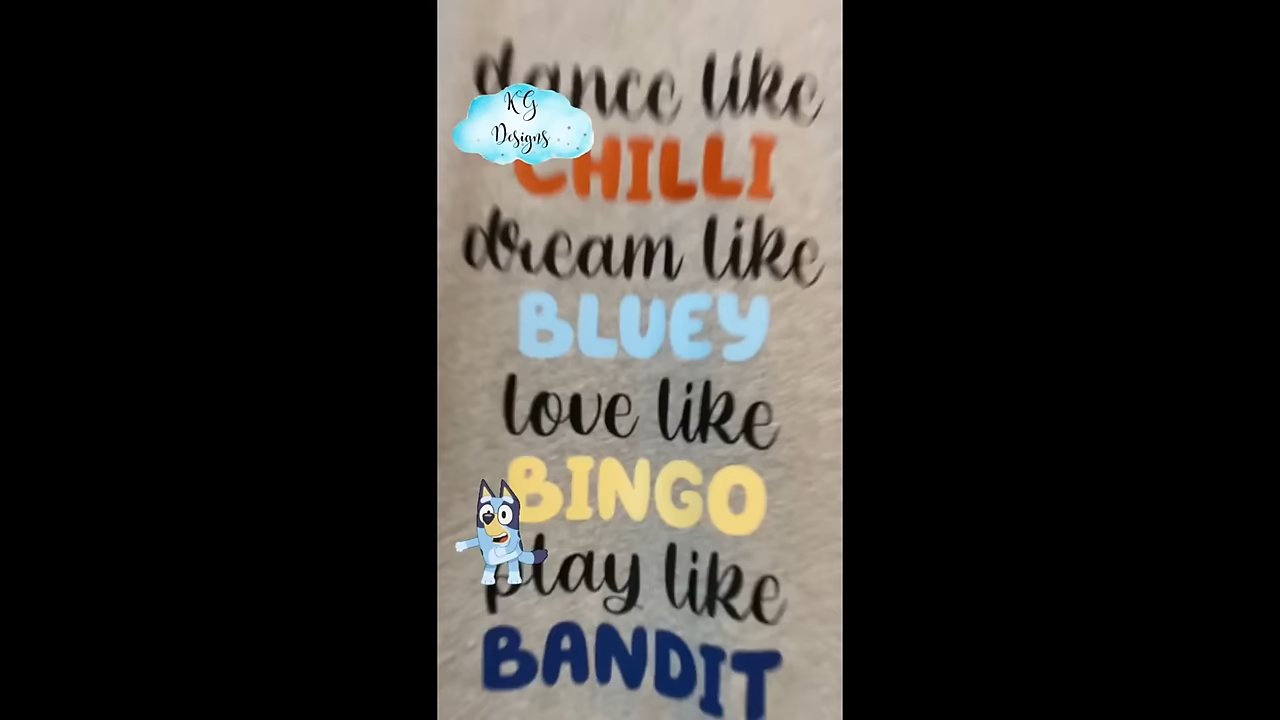 dance like
KG
Designs
CHILLI
dream like
BLUEY
love like
BINGO
play like
BANDIT